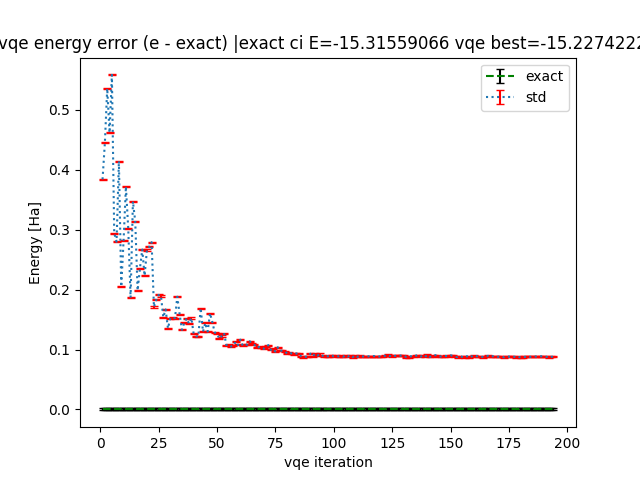 vqe energy error (e - exact) |exact ci E=-15.31559066 vqe best=-15.2274222
exact
std
Energy [Ha]
0.5
0.4
0.3
0.2
0.1
0.0
0 25 50 75 100 125 150 175 200
vqe iteration